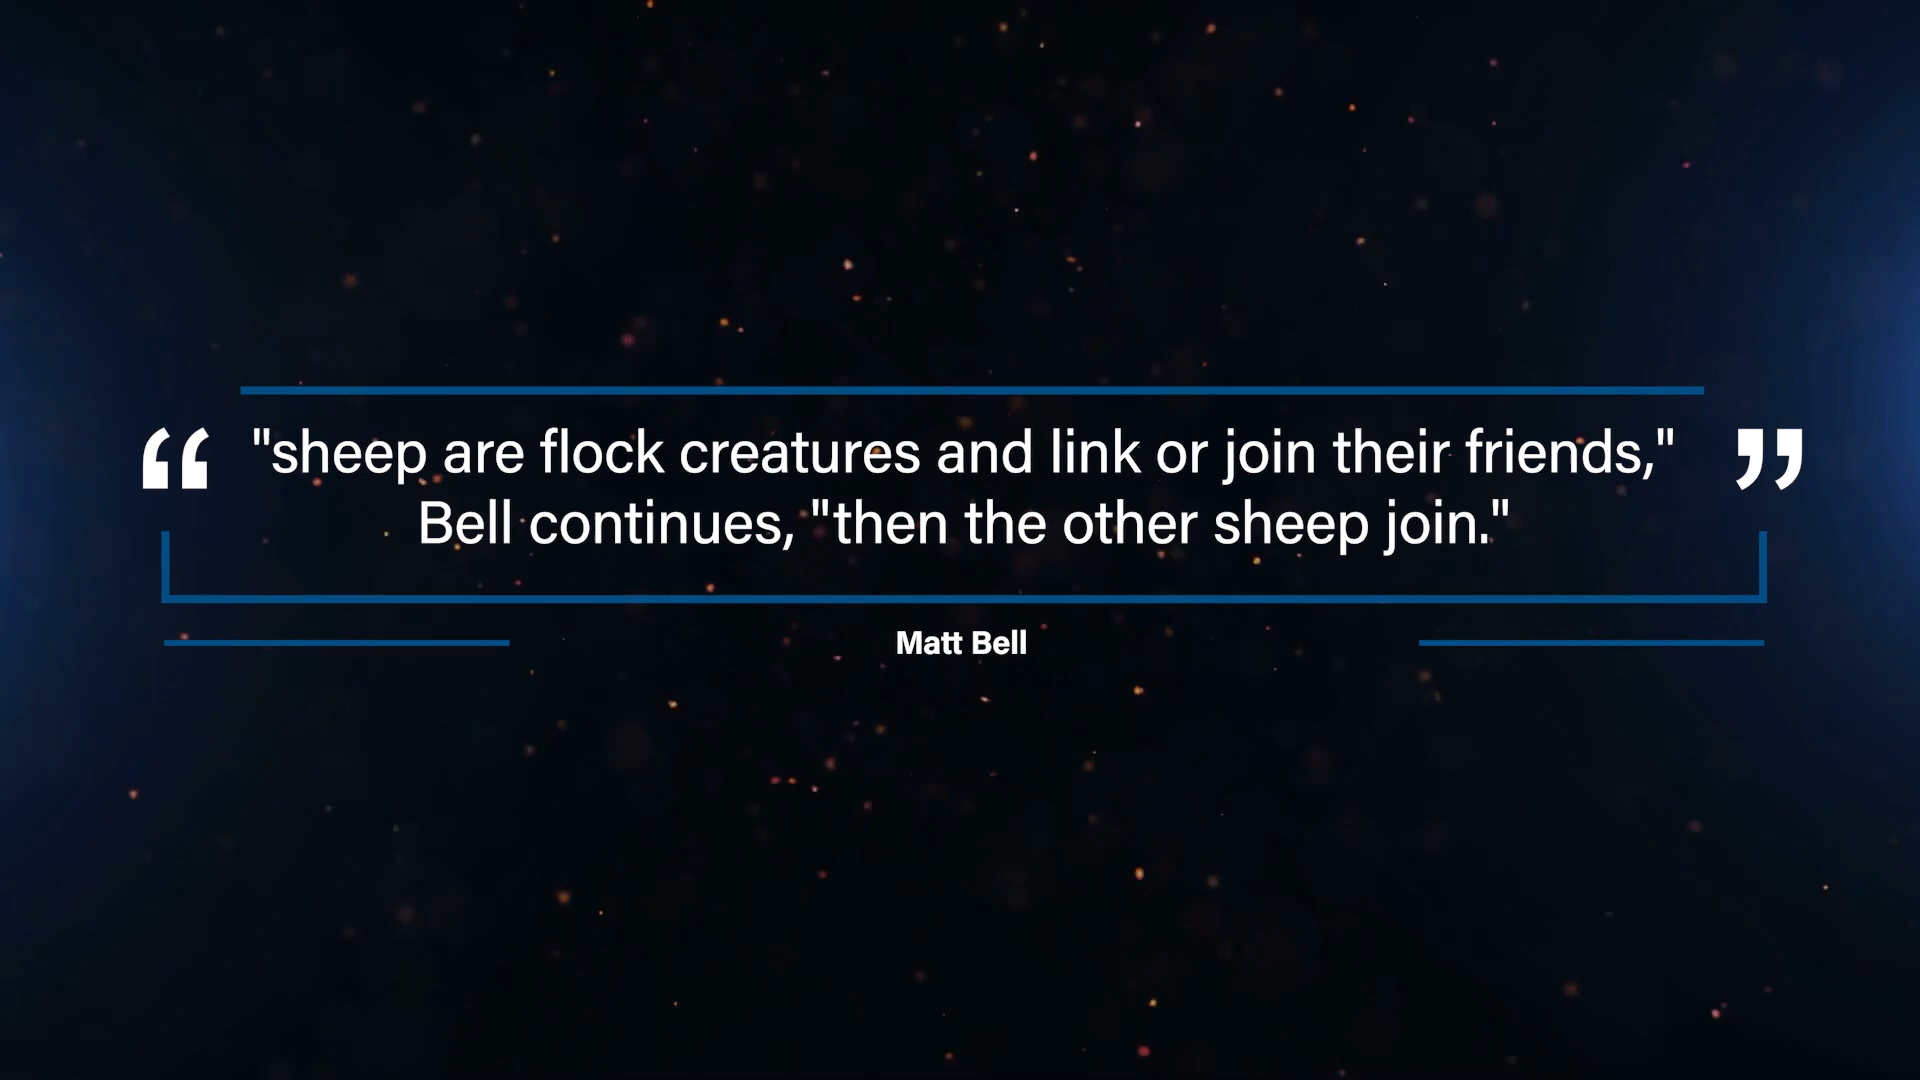 “ "sheep are flock creatures and link or join their friends," ”
Bell continues, "then the other sheep join."
Matt Bell